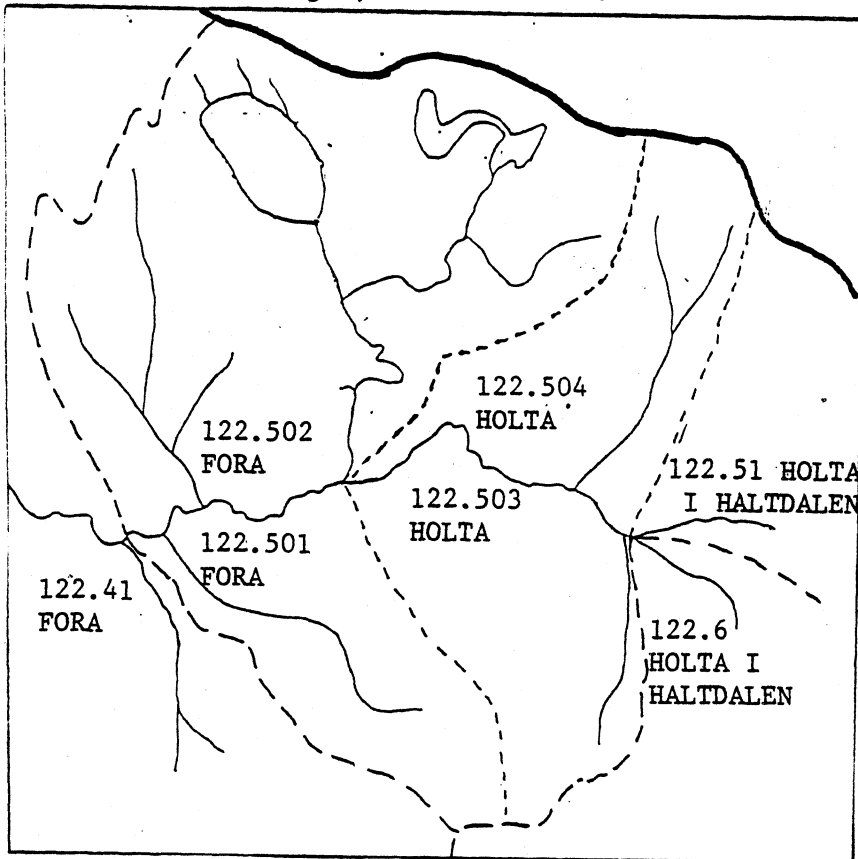 122.504
HOLTA
122.502
FORA
122.51 HOLTA
I HALTDALEN
122.503
HOLTA
122.501
FORA
122.41
FORA
122.6
HOLTA I
HALTDALEN